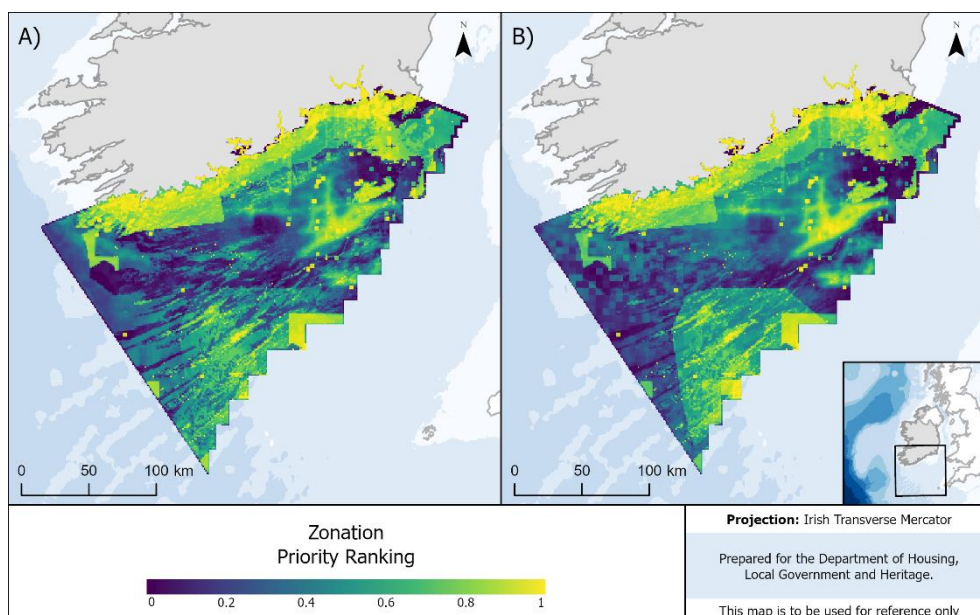 A)
N
B)
N
0 50 100 km
0 50 100 km
Zonation
Priority Ranking
0 0.2 0.4 0.6 0.8 1
Projection: Irish Transverse Mercator
Prepared for the Department of Housing,
Local Government and Heritage.
This map is to be used for reference only